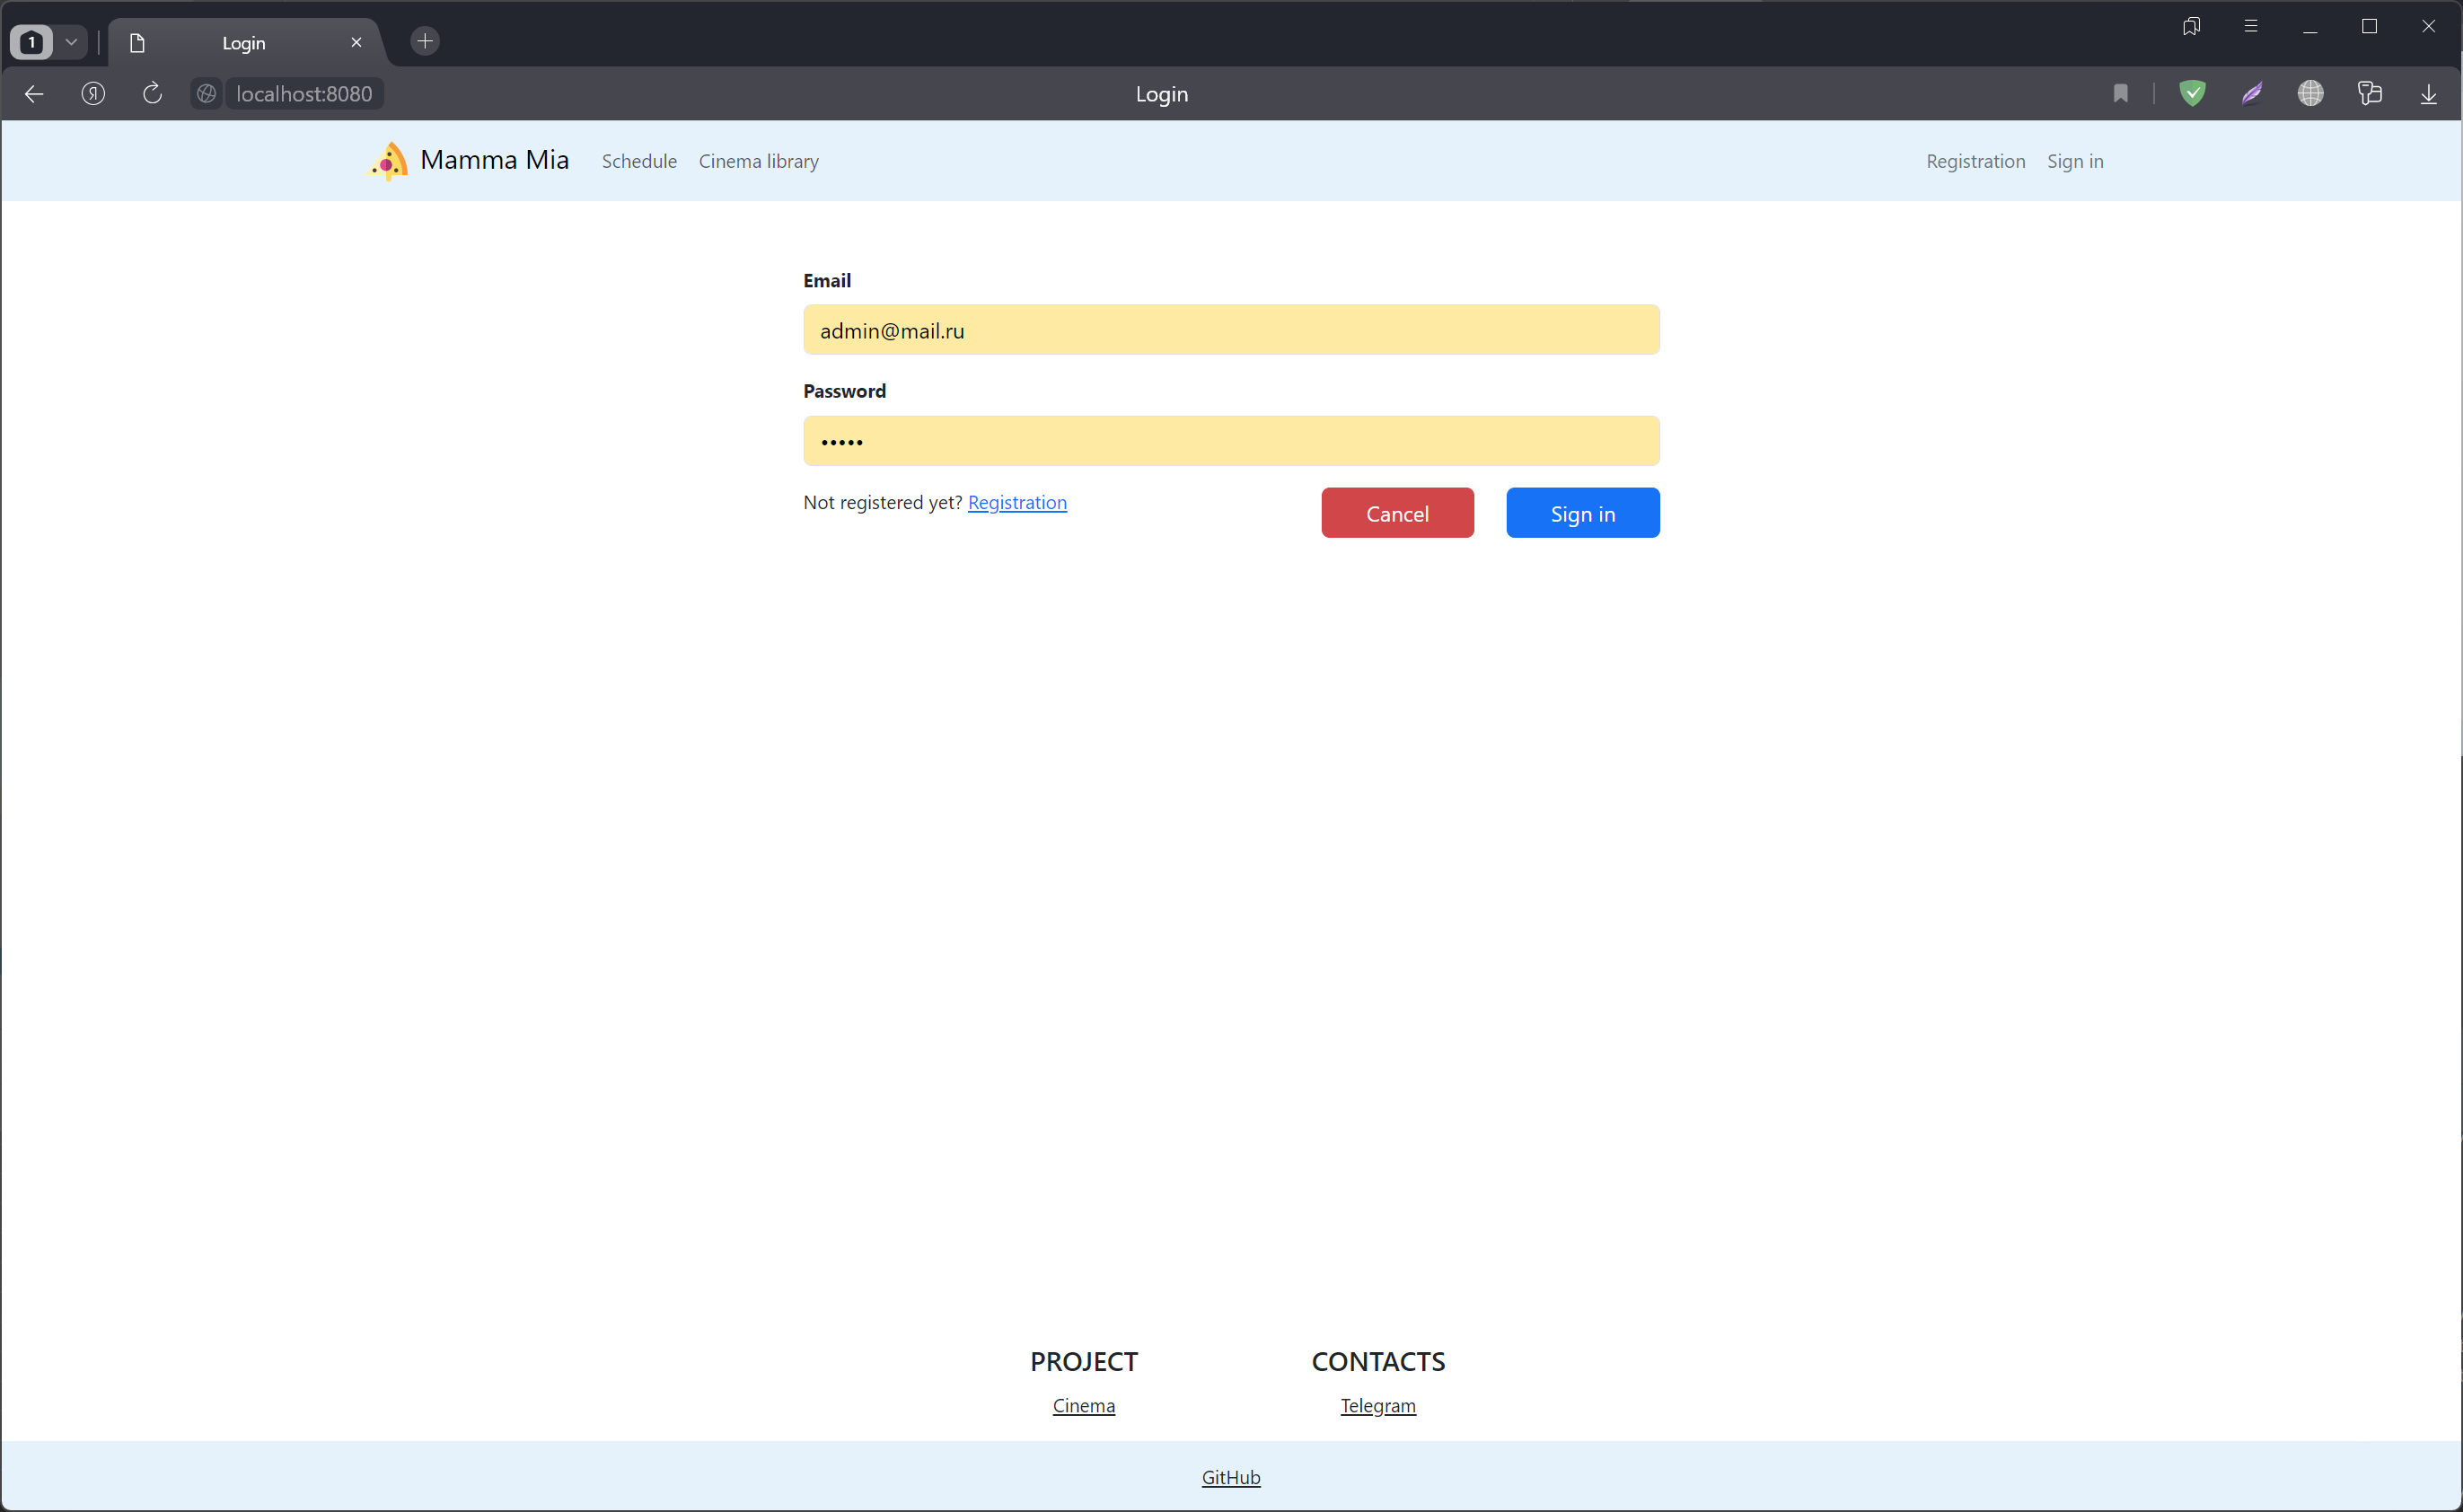 1
Login
Я
localhost:8080
Login
Mamma Mia
Schedule
Cinema library
Registration
Sign in
Email
admin@mail.ru
Password
•••••
Not registered yet? Registration
Cancel
Sign in
PROJECT
CONTACTS
Cinema
Telegram
GitHub